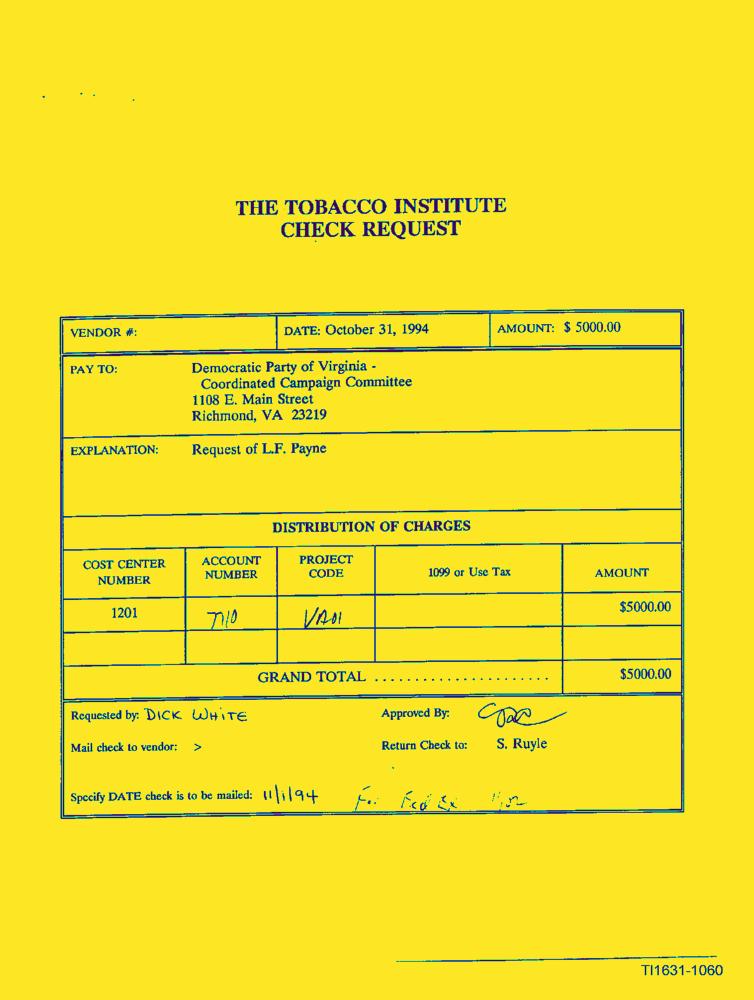 THE TOBACCO INSTITUTE
CHECK REQUEST
VENDOR #: DATE: October 31, 1994 AMOUNT: $ 5000.00
PAY TO: Democratic Party of Virginia -
Coordinated Campaign Committee
1108 E. Main Street
Richmond, VA 23219
EXPLANATION: Request of L.F. Payne
DISTRIBUTION OF CHARGES
COST CENTER NUMBER ACCOUNT NUMBER PROJECT CODE 1099 or Use Tax AMOUNT
1201 7710 VA01 $5000.00
GRAND TOTAL ...................... $5000.00
Requested by: DICK WHITE Approved By:
Mail check to vendor: > Return Check to: S. Ruyle
Specify DATE check is to be mailed: 11/1/94 For Fed Ex
TI1631-1060